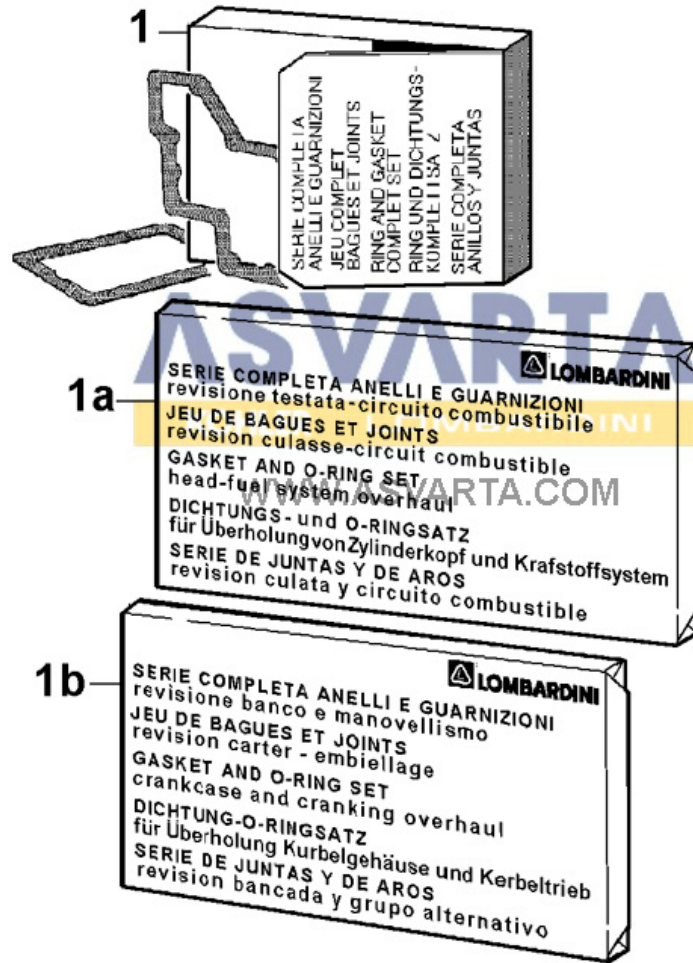 1
SERIE COMPLETA
ANELLI E GUARNIZIONI
JEU COMPLET
BAGUES ET JOINTS
RING AND GASKET
COMPLET SET
RING UND DICHTUNGS-
KOMPLETTSA Z
SERIE COMPLETA
ANILLOS Y JUNTAS
ASVARTA
1a
LOMBARDINI
SERIE COMPLETA ANELLI E GUARNIZIONI
revisione testata-circuito combustibile
JEU DE BAGUES ET JOINTS
revision culasse-circuit combustible
LOMBARDINI
GASKET AND O-RING SET
head-fuel system overhaul
WWW.ASVARTA.COM
DICHTUNGS- und O-RINGSATZ
für ÜberholungvonZylinderkopf und Krafstoffsystem
SERIE DE JUNTAS Y DE AROS
revision culata y circuito combustible
1b
LOMBARDINI
SERIE COMPLETA ANELLI E GUARNIZIONI
revisione banco e manovellismo
JEU DE BAGUES ET JOINTS
revision carter - embiellage
GASKET AND O-RING SET
crankcase and cranking overhaul
DICHTUNG-O-RINGSATZ
für Überholung Kurbelgehäuse und Kerbeltrieb
SERIE DE JUNTAS Y DE AROS
revision bancada y grupo alternativo